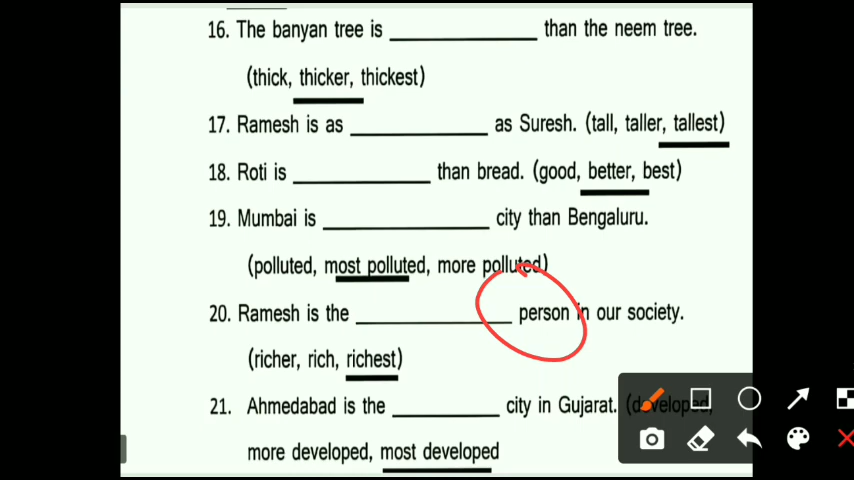 16. The banyan tree is ______________ than the neem tree.
(thick, thicker, thickest)
17. Ramesh is as ______________ as Suresh. (tall, taller, tallest)
18. Roti is ______________ than bread. (good, better, best)
19. Mumbai is ________________ city than Bengaluru.
(polluted, most polluted, more polluted)
20. Ramesh is the ________________ person in our society.
(richer, rich, richest)
21. Ahmedabad is the ___________ city in Gujarat. (developed,
more developed, most developed